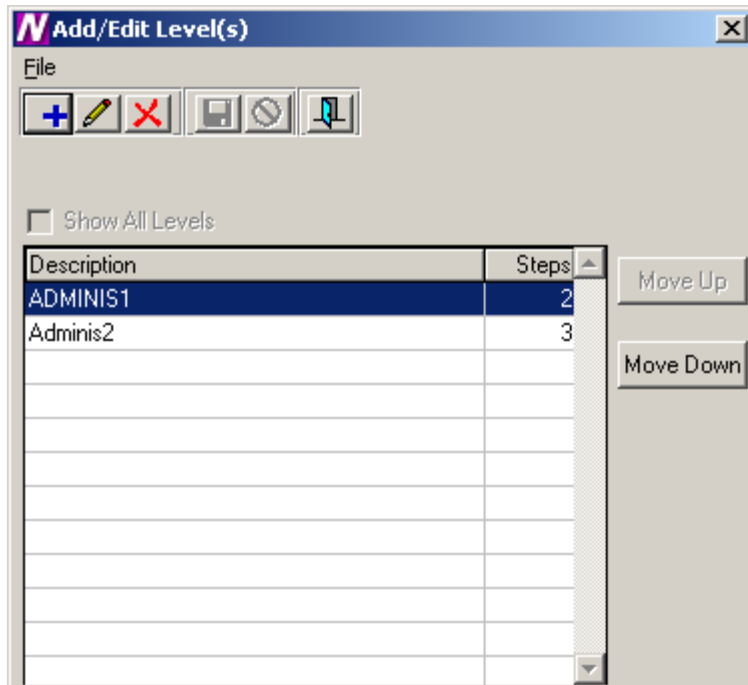 N Add/Edit Level(s)
File
Show All Levels
Description Steps
Move Up
ADMINIS1 2
Adminis2 3
Move Down